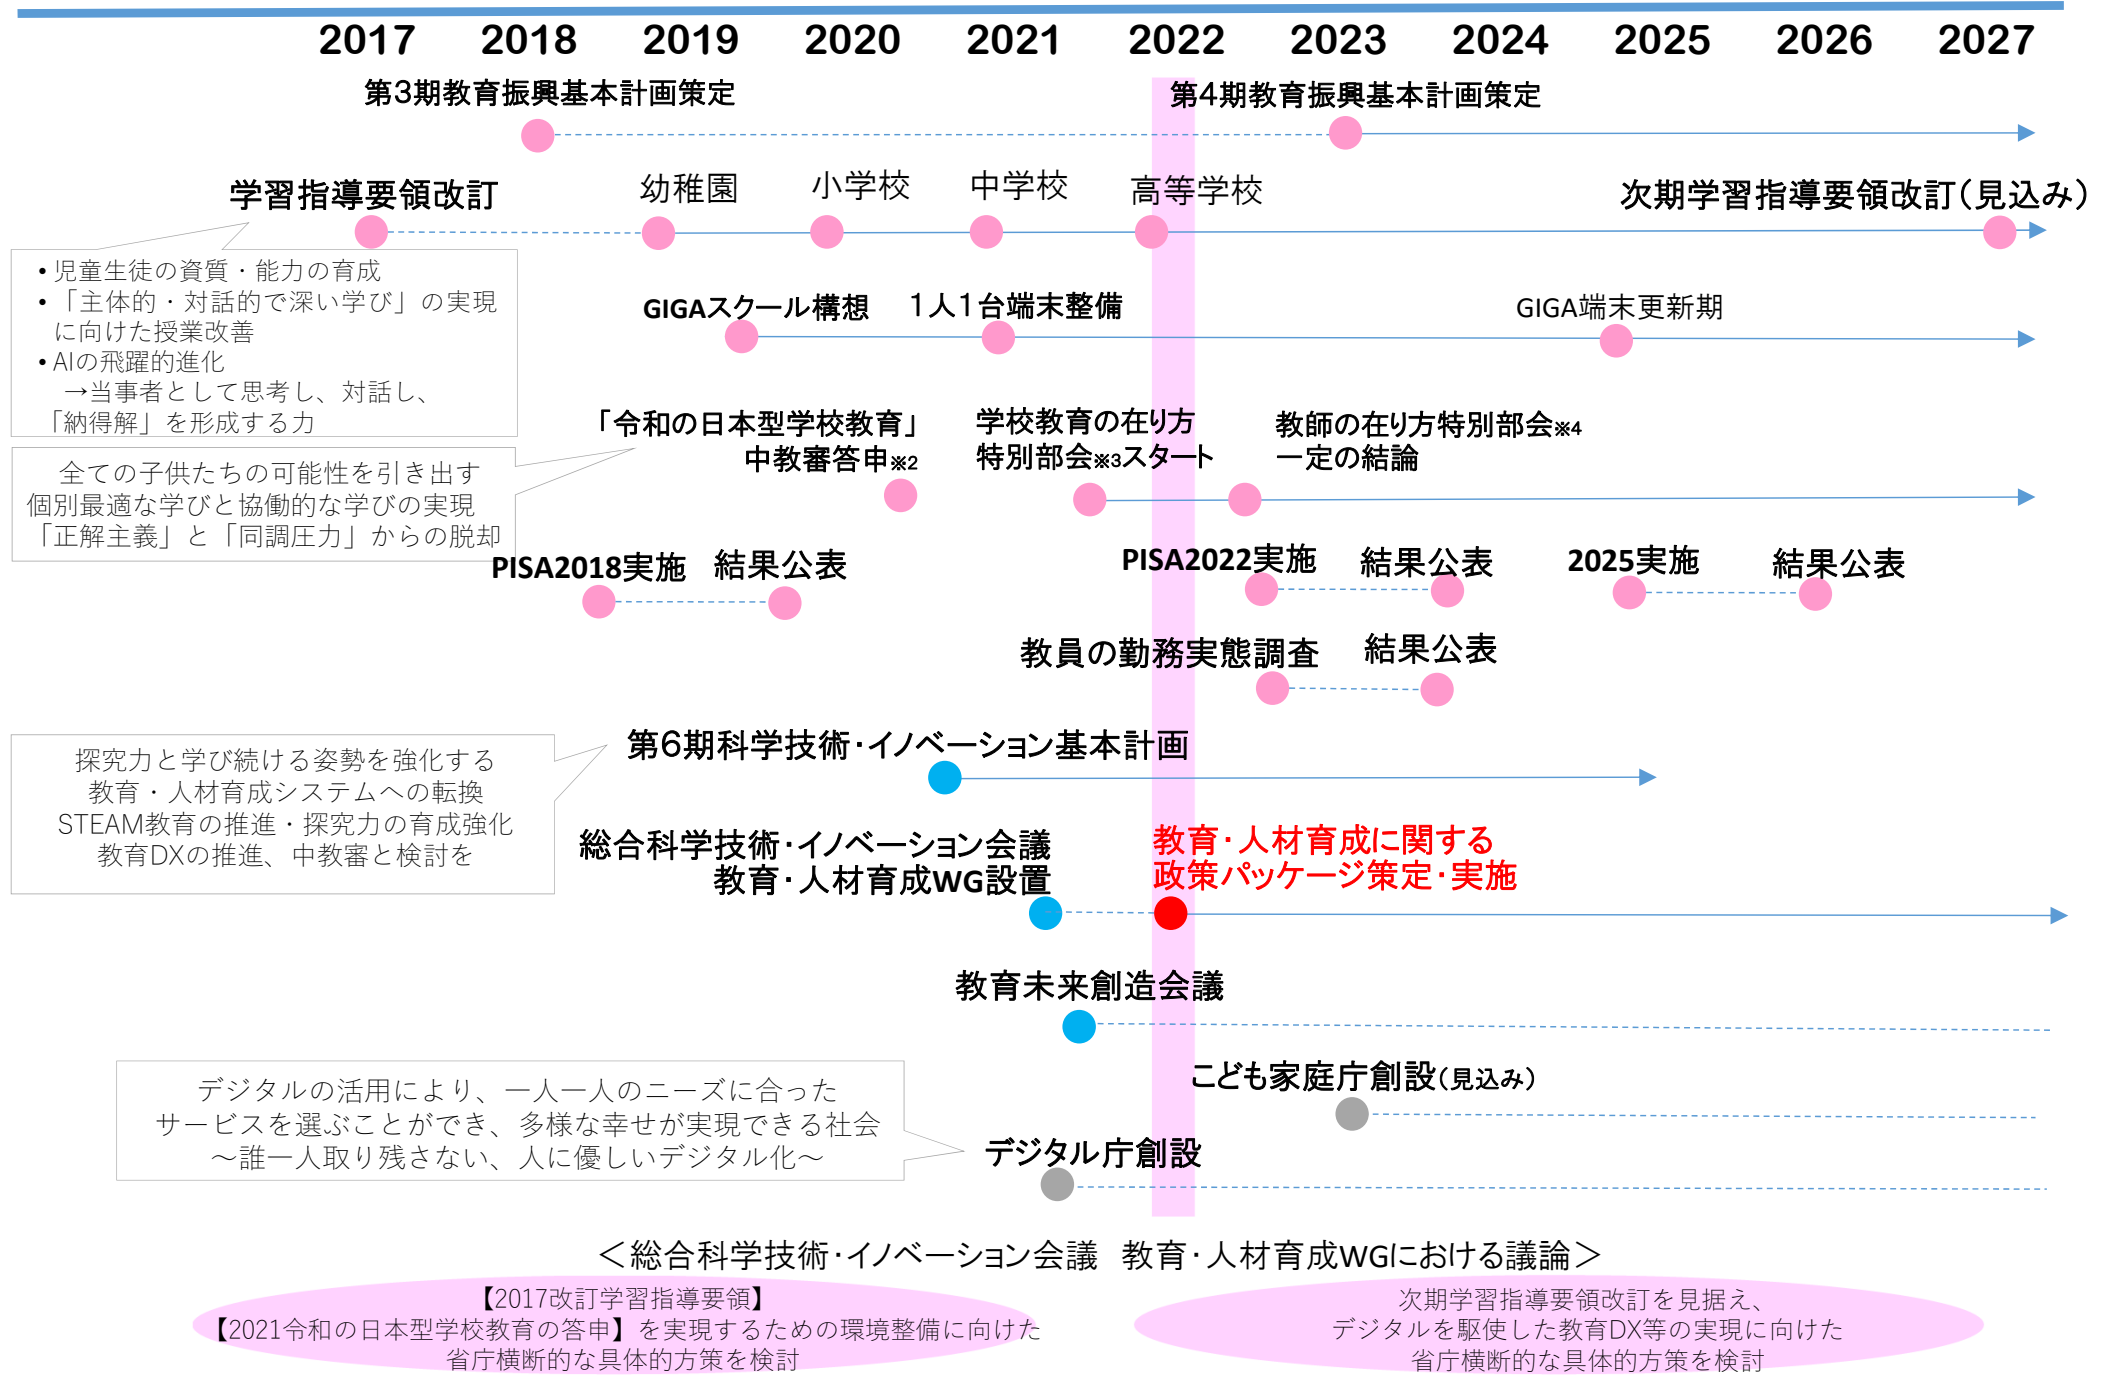 2017 2018 2019 2020 2021 2022 2023 2024 2025 2026 2027
第3期教育振興基本計画策定
第4期教育振興基本計画策定
学習指導要領改訂
幼稚園
小学校
中学校
高等学校
次期学習指導要領改訂(見込み)
•児童生徒の資質・能力の育成
•「主体的・対話的で深い学び」の実現
に向けた授業改善
•AIの飛躍的進化
→当事者として思考し、対話し、
「納得解」を形成する力
GIGAスクール構想
1人1台端末整備
GIGA端末更新期
「令和の日本型学校教育」
中教審答申※2
学校教育の在り方
特別部会※3スタート
教師の在り方特別部会※4
一定の結論
全ての子供たちの可能性を引き出す
個別最適な学びと協働的な学びの実現
「正解主義」と「同調圧力」からの脱却
PISA2018実施
結果公表
PISA2022実施
結果公表
2025実施
結果公表
教員の勤務実態調査
結果公表
第6期科学技術・イノベーション基本計画
探究力と学び続ける姿勢を強化する
教育・人材育成システムへの転換
STEAM教育の推進・探究力の育成強化
教育DXの推進、中教審と検討を
総合科学技術・イノベーション会議
教育・人材育成WG設置
教育・人材育成に関する
政策パッケージ策定・実施
教育未来創造会議
こども家庭庁創設(見込み)
デジタルの活用により、一人一人のニーズに合った
サービスを選ぶことができ、多様な幸せが実現できる社会
～誰一人取り残さない、人に優しいデジタル化～
デジタル庁創設
＜総合科学技術・イノベーション会議　教育・人材育成WGにおける議論＞
【2017改訂学習指導要領】
【2021令和の日本型学校教育の答申】を実現するための環境整備に向けた
省庁横断的な具体的方策を検討
次期学習指導要領改訂を見据え、
デジタルを駆使した教育DX等の実現に向けた
省庁横断的な具体的方策を検討